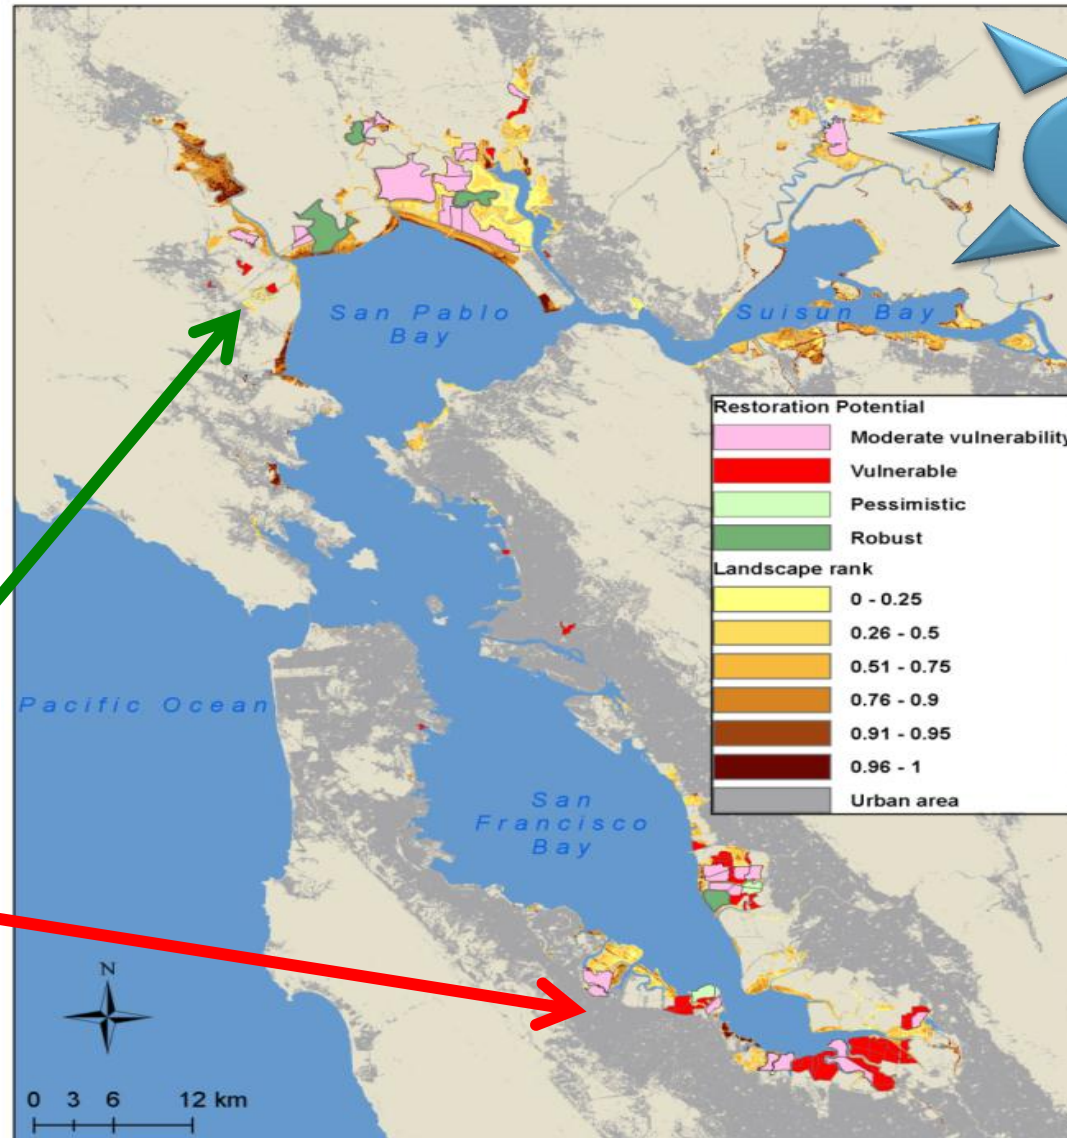 San Pablo
Bay
Suisun Bay
Restoration Potential
Moderate vulnerability
Vulnerable
Pessimistic
Robust
Landscape rank
0 - 0.25
0.26 - 0.5
0.51 - 0.75
0.76 - 0.9
0.91 - 0.95
0.96 - 1
Urban area
Pacific Ocean
San
Francisco
Bay
N
0 3 6 12 km